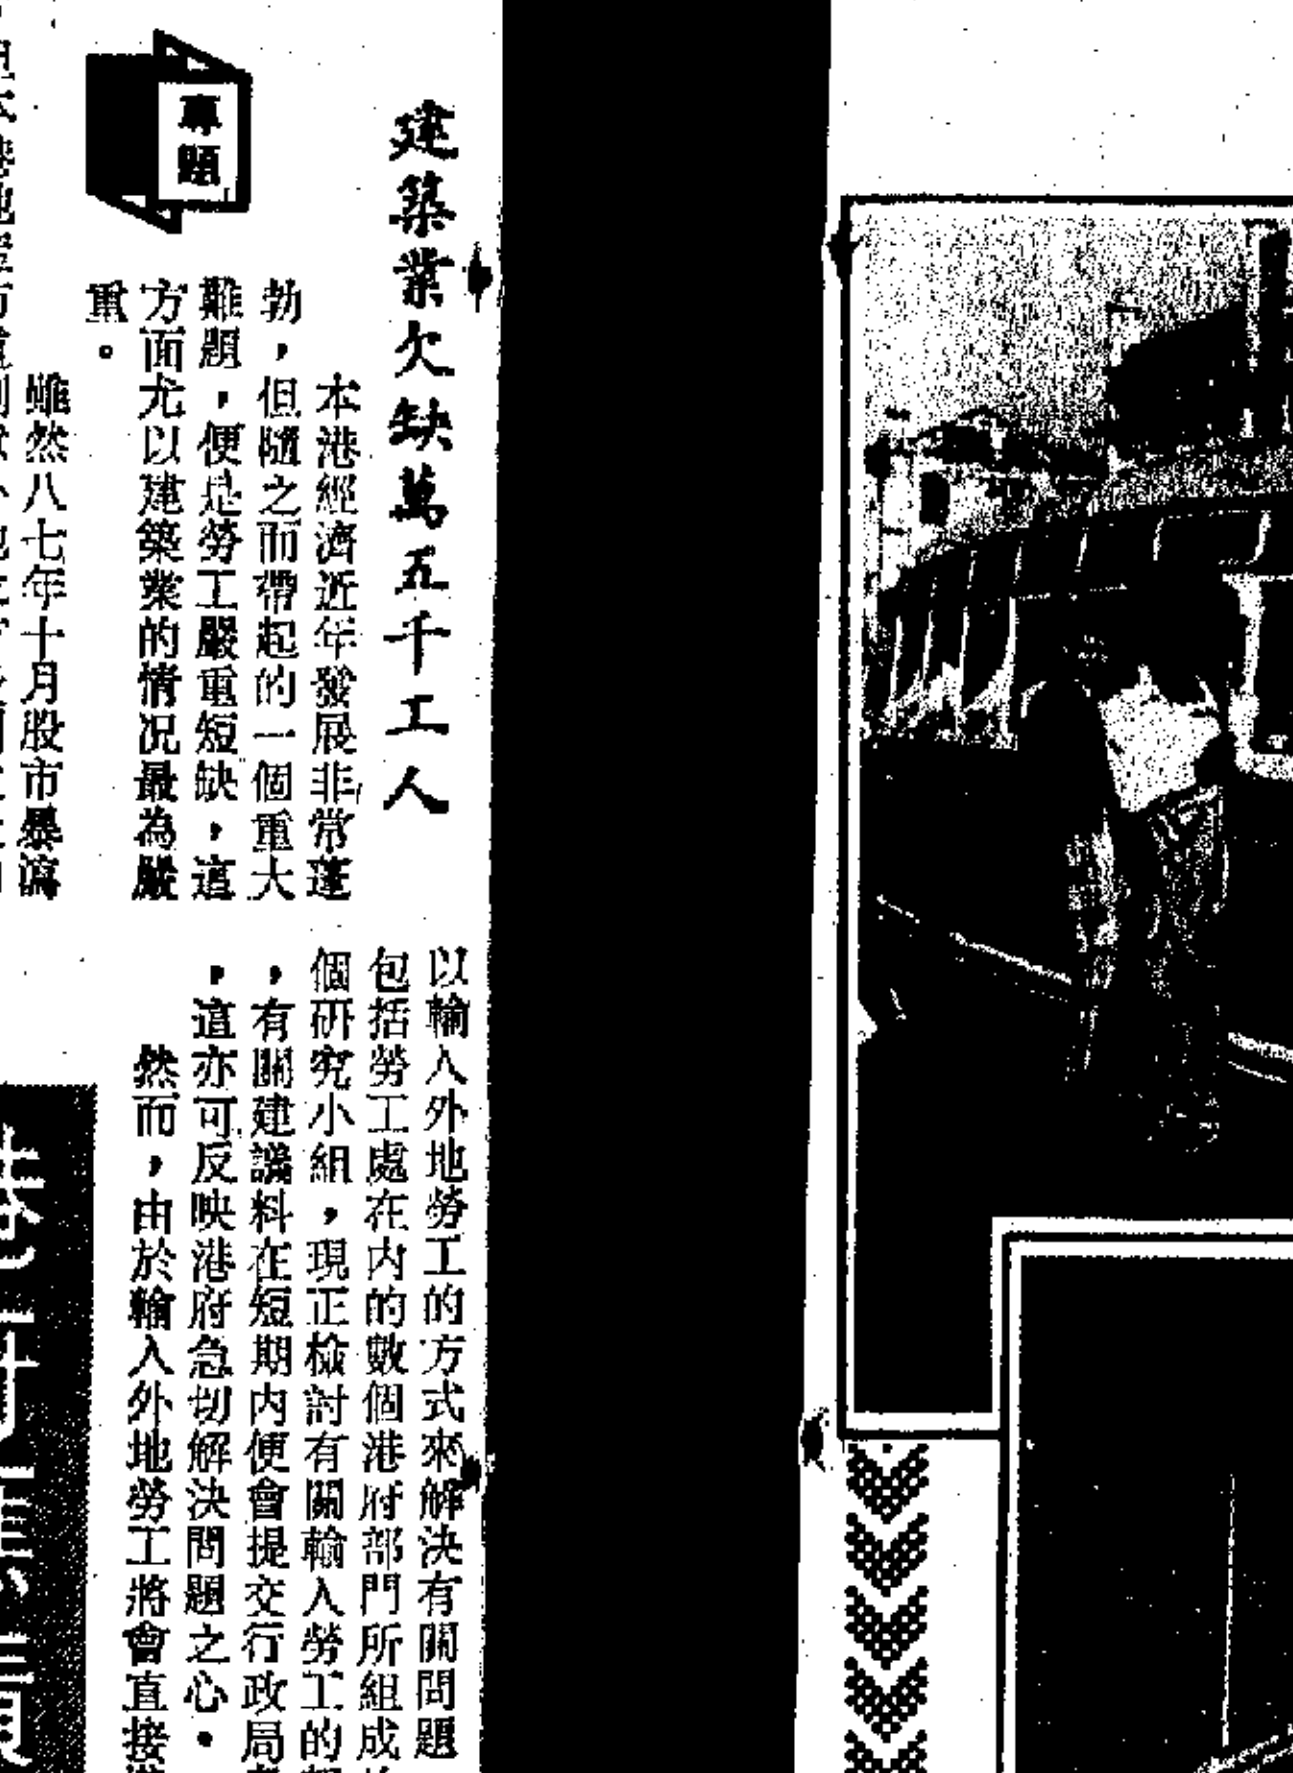 專題
建築業欠缺萬五千工人
本港經濟近年發展非常蓬
勃，但隨之而帶起的一個重大
難題，便是勞工嚴重短缺，這
方面尤以建築業的情况最為嚴
重。
雖然八七年十月股市暴瀉
以輸入外地勞工的方式來解決有關問題
包括勞工處在內的數個港府部門所組成
個研究小組，現正檢討有關輸入勞工的
，有關建議料在短期內便會提交行政局
，這亦可反映港府急切解決問題之心。
然而，由於輸入外地勞工將會直接